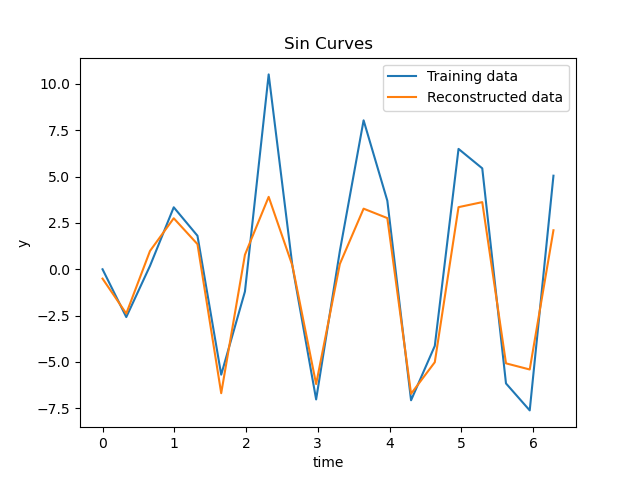 Sin Curves
Training data
Reconstructed data
10.0
7.5
5.0
2.5
0.0
−2.5
−5.0
−7.5
y
0 1 2 3 4 5 6
time